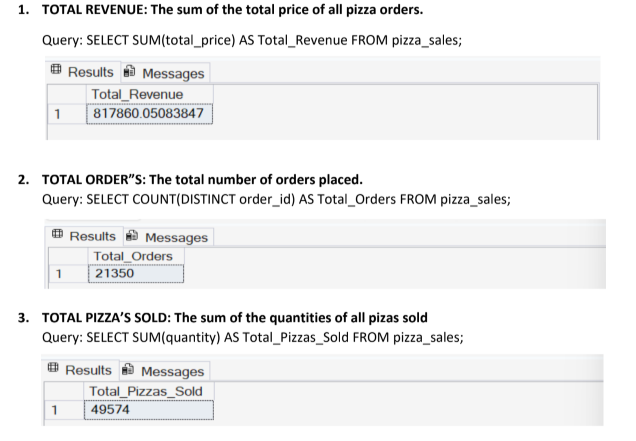 1. TOTAL REVENUE: The sum of the total price of all pizza orders.
Query: SELECT SUM(total_price) AS Total_Revenue FROM pizza_sales;
Results Messages
Total_Revenue
1 817860.05083847
2. TOTAL ORDER”S: The total number of orders placed.
Query: SELECT COUNT(DISTINCT order_id) AS Total_Orders FROM pizza_sales;
Results Messages
Total_Orders
1 21350
3. TOTAL PIZZA’S SOLD: The sum of the quantities of all pizas sold
Query: SELECT SUM(quantity) AS Total_Pizzas_Sold FROM pizza_sales;
Results Messages
Total_Pizzas_Sold
1 49574